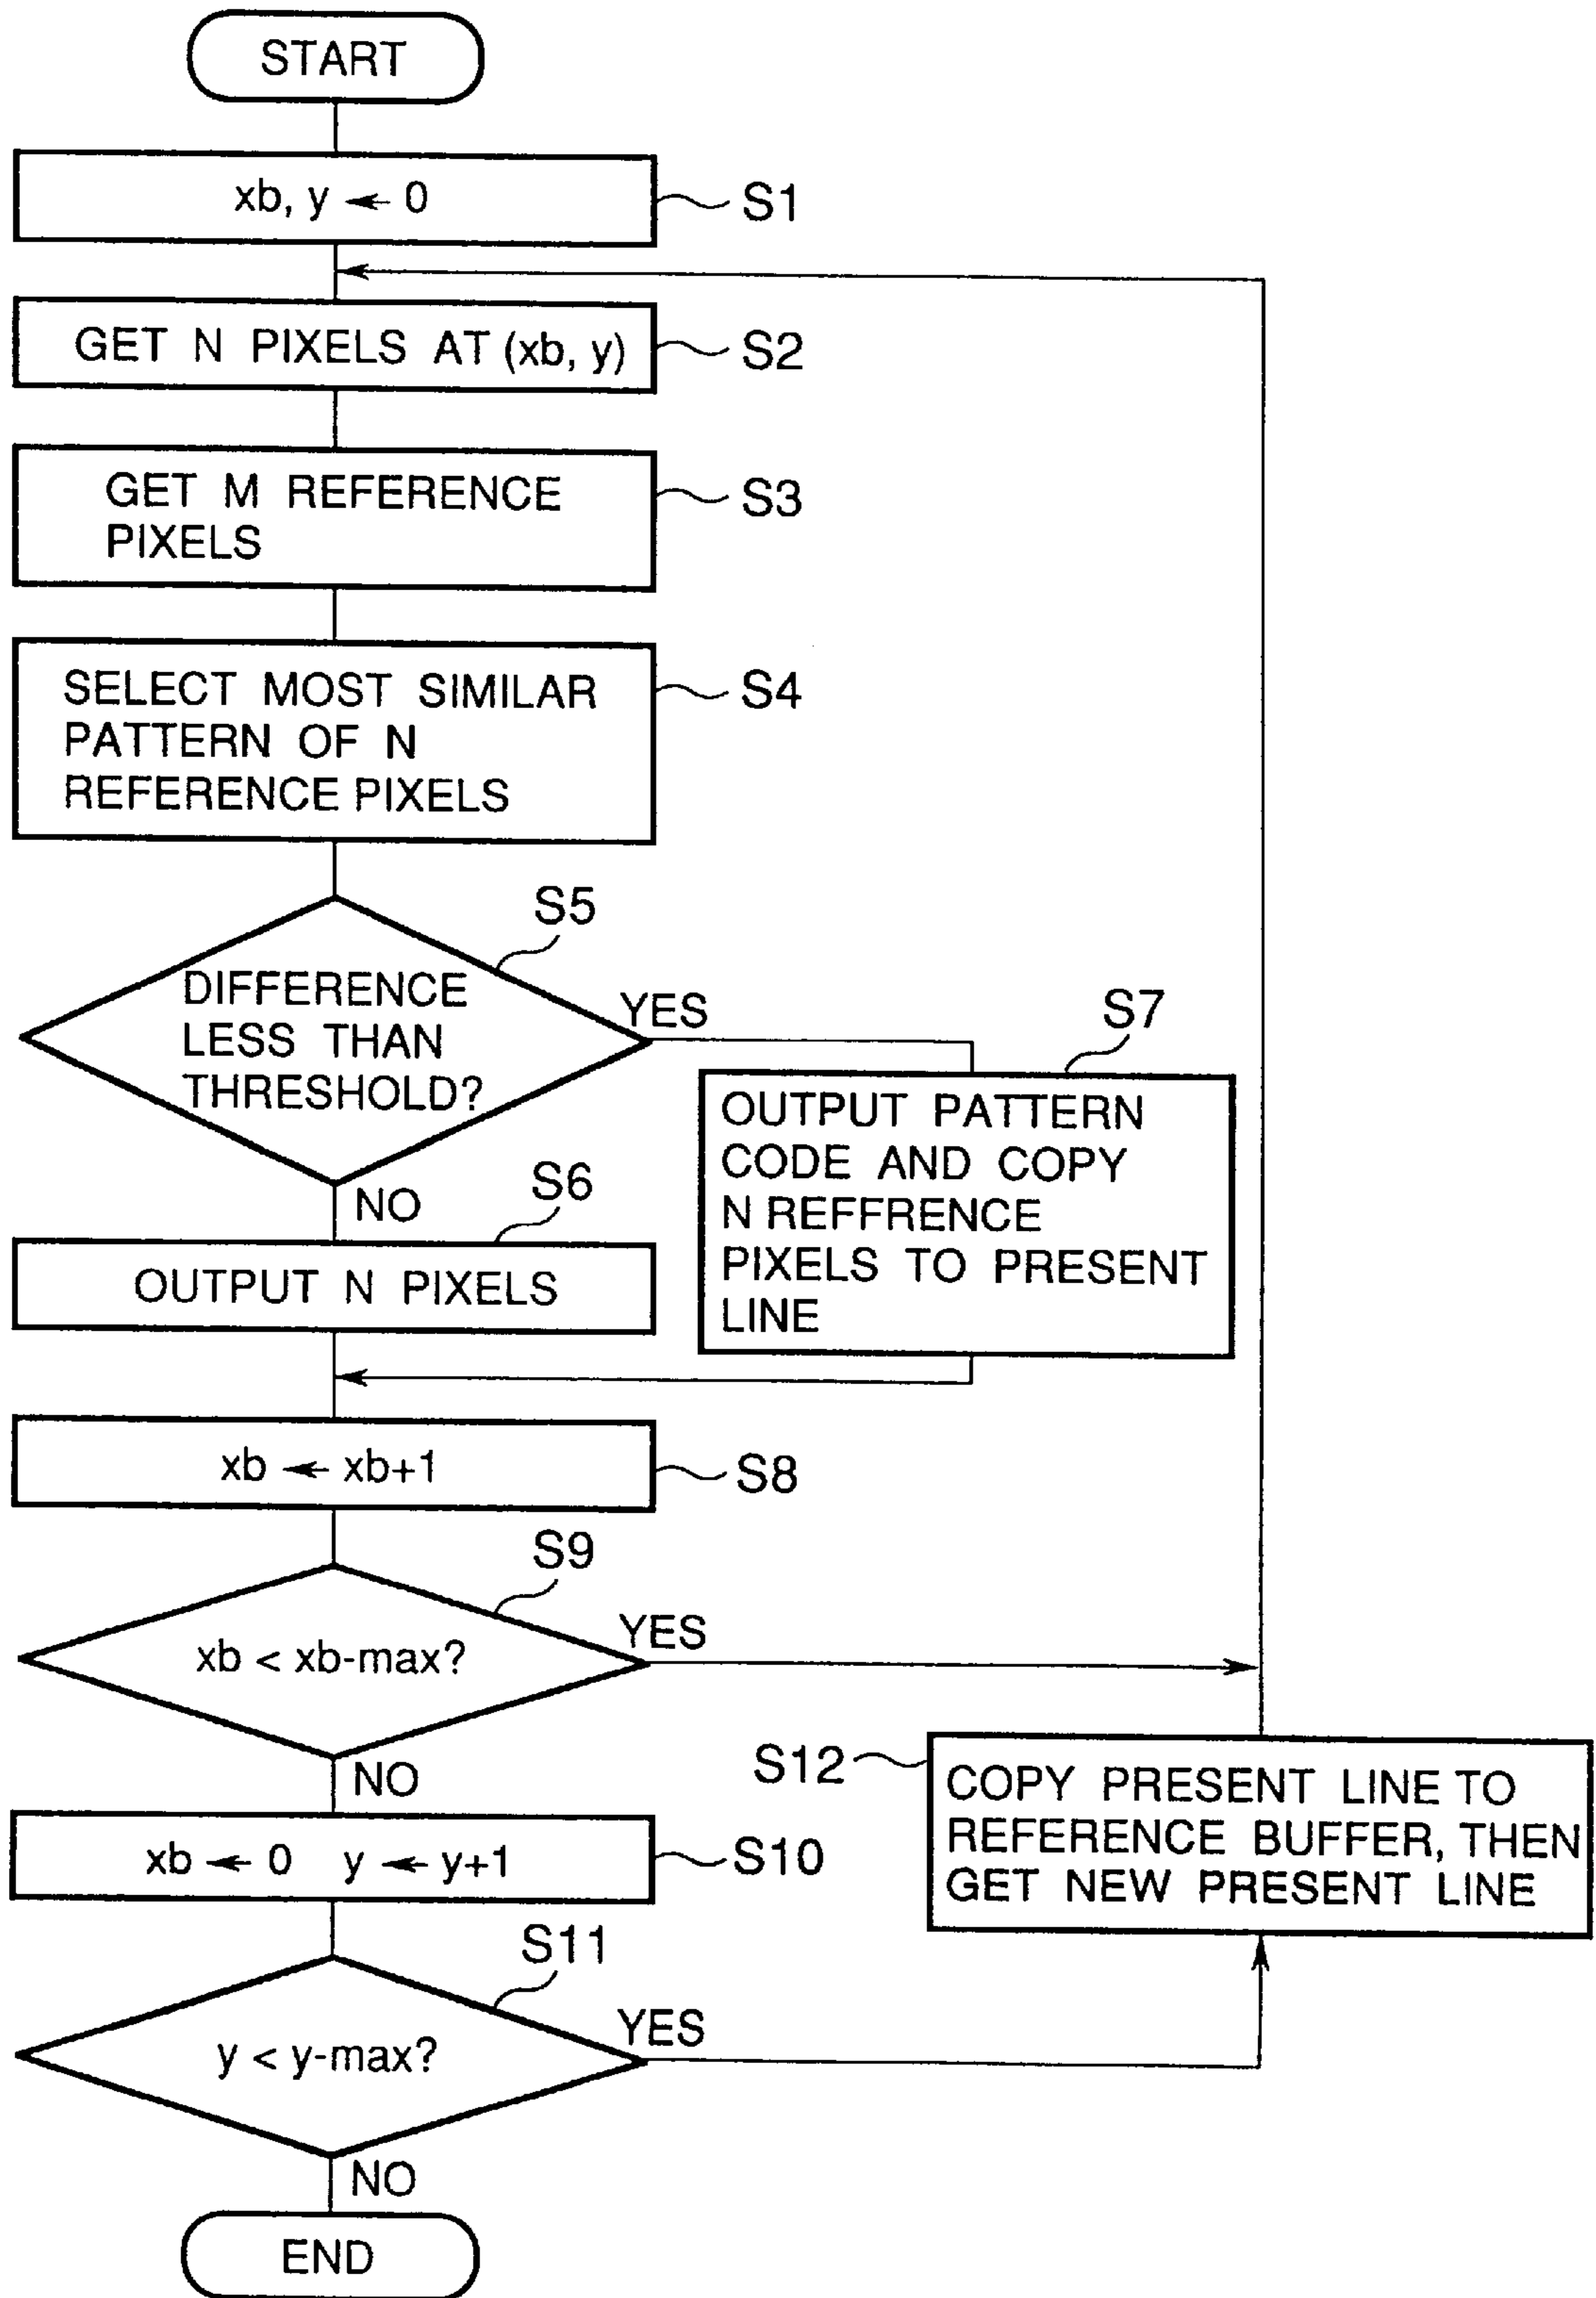 START
xb, y ← 0
S1
GET N PIXELS AT (xb, y)
S2
GET M REFERENCE
PIXELS
S3
SELECT MOST SIMILAR
PATTERN OF N
REFERENCE PIXELS
S4
S5
DIFFERENCE
LESS THAN
THRESHOLD?
YES
NO
S7
OUTPUT PATTERN
CODE AND COPY
N REFFRENCE
PIXELS TO PRESENT
LINE
S6
OUTPUT N PIXELS
xb ← xb+1
S8
S9
xb < xb-max?
YES
NO
S12
COPY PRESENT LINE TO
REFERENCE BUFFER, THEN
GET NEW PRESENT LINE
xb ← 0 y ← y+1
S10
S11
y < y-max?
YES
NO
END